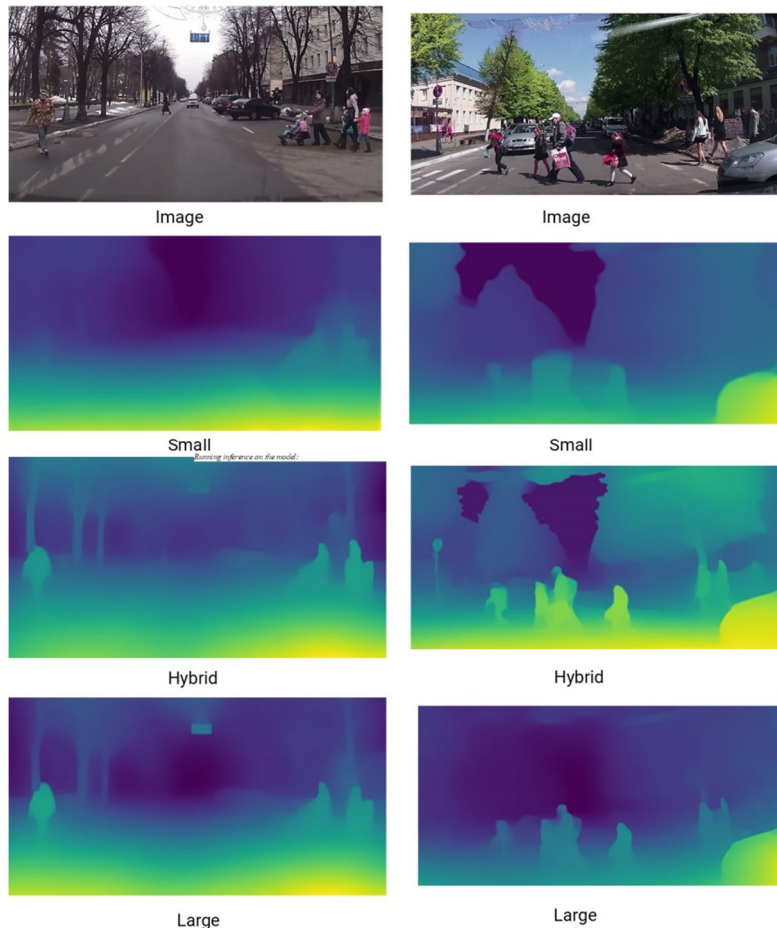 Image
Image
Small
Small
Running inference on the model:
Hybrid
Hybrid
Large
Large